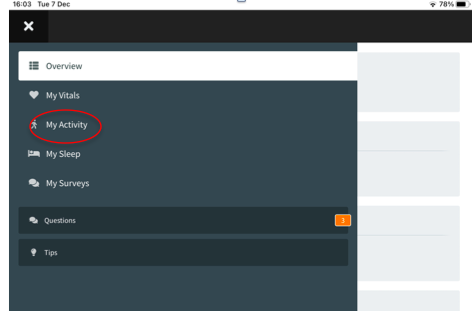 16:03 Tue 7 Dec 78%
Overview
My Vitals
My Activity
My Sleep
My Surveys
Questions 3
Tips